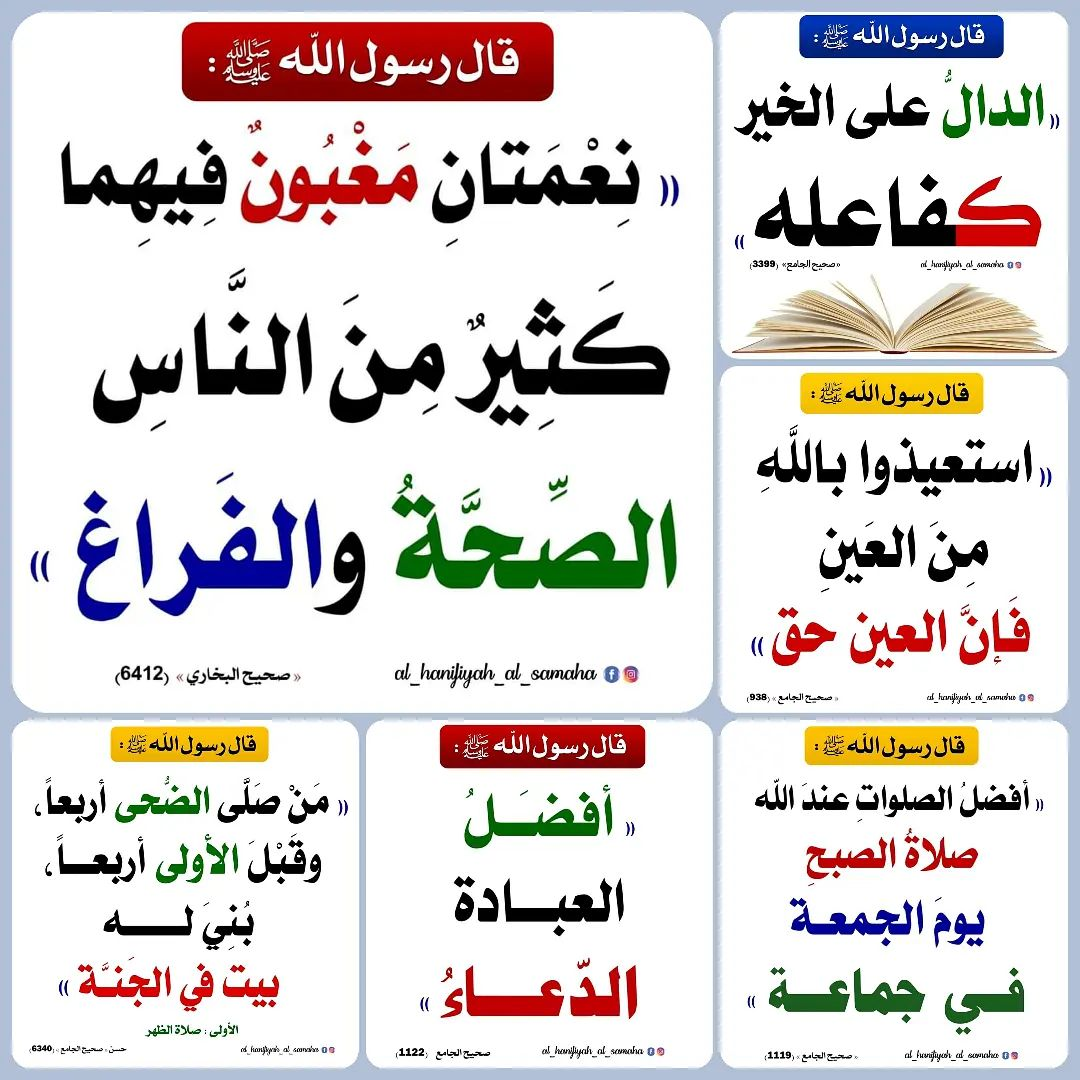 قال رسول الله ﷺ :
(( نِعْمَتانِ مَغْبُونٌ فِيهِما
كَثِيرٌ مِنَ النَّاسِ
الصِّحَّةُ والفَراغ ))
« صحيح البخاري » (6412)
al_hanifiyah_al_samaha
قال رسول الله ﷺ :
(( الدالُّ على الخير
كفاعله ))
« صحيح الجامع » (3399)
al_hanifiyah_al_samaha
قال رسول الله ﷺ :
(( استعيذوا باللَّهِ
مِنَ العَينِ
فَإنَّ العين حق ))
« صحيح الجامع » (938)
al_hanifiyah_al_samaha
قال رسول الله ﷺ :
(( أفضلُ الصلواتِ عندَ الله
صلاةُ الصبحِ
يومَ الجمعـة
فـي جماعـة ))
« صحيح الجامع » (1119)
al_hanifiyah_al_samaha
قال رسول الله ﷺ :
(( أفضَـلُ
العبـادة
الدّعـاءُ ))
صحيح الجامع (1122)
al_hanifiyah_al_samaha
قال رسول الله ﷺ :
(( مَنْ صَلَّى الضُّحى أربعاً،
وقَبْلَ الأولى أربعـاً،
بُنِيَ لـه
بيت في الجَنـَّة ))
الأولى : صلاة الظهر
حسن « صحيح الجامع » (6340)
al_hanifiyah_al_samaha